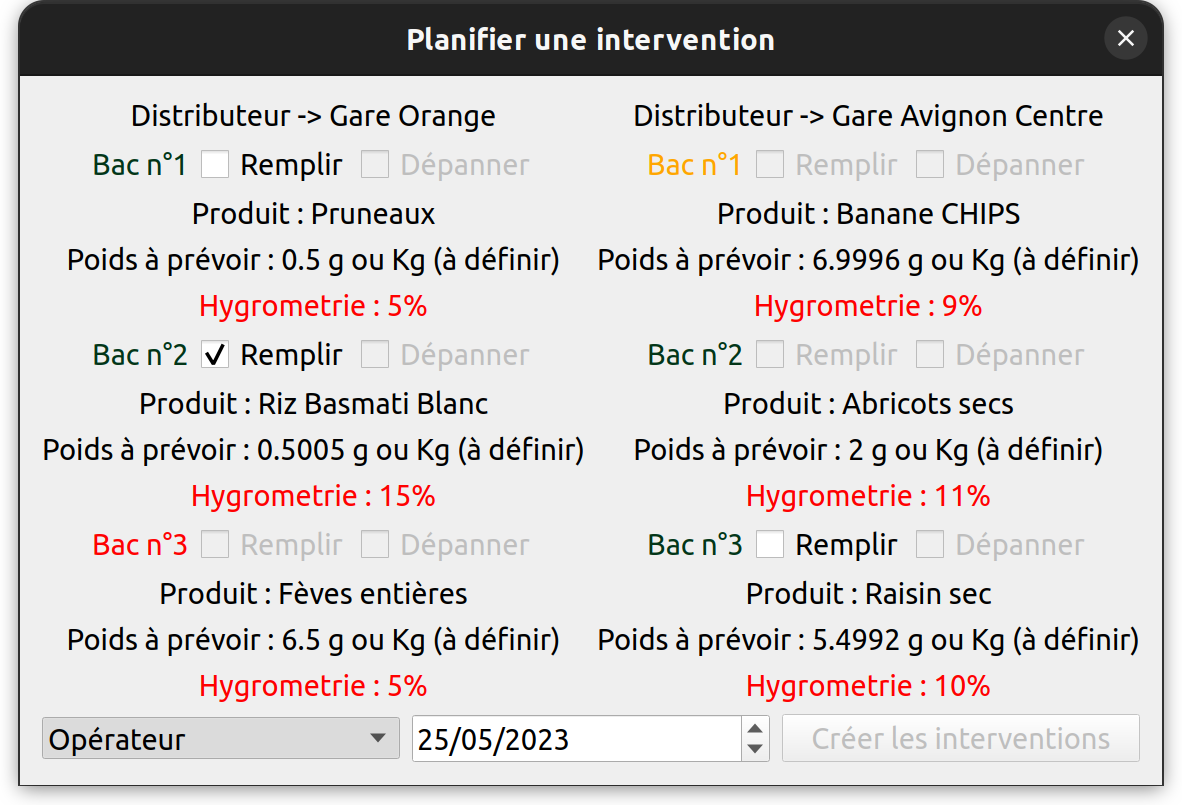 Planifier une intervention
Distributeur -> Gare Orange
Bac n°1 Remplir Dépanner
Produit : Pruneaux
Poids à prévoir : 0.5 g ou Kg (à définir)
Hygrometrie : 5%
Bac n°2 Remplir Dépanner
Produit : Riz Basmati Blanc
Poids à prévoir : 0.5005 g ou Kg (à définir)
Hygrometrie : 15%
Bac n°3 Remplir Dépanner
Produit : Fèves entières
Poids à prévoir : 6.5 g ou Kg (à définir)
Hygrometrie : 5%
Distributeur -> Gare Avignon Centre
Bac n°1 Remplir Dépanner
Produit : Banane CHIPS
Poids à prévoir : 6.9996 g ou Kg (à définir)
Hygrometrie : 9%
Bac n°2 Remplir Dépanner
Produit : Abricots secs
Poids à prévoir : 2 g ou Kg (à définir)
Hygrometrie : 11%
Bac n°3 Remplir Dépanner
Produit : Raisin sec
Poids à prévoir : 5.4992 g ou Kg (à définir)
Hygrometrie : 10%
Opérateur 25/05/2023 Créer les interventions